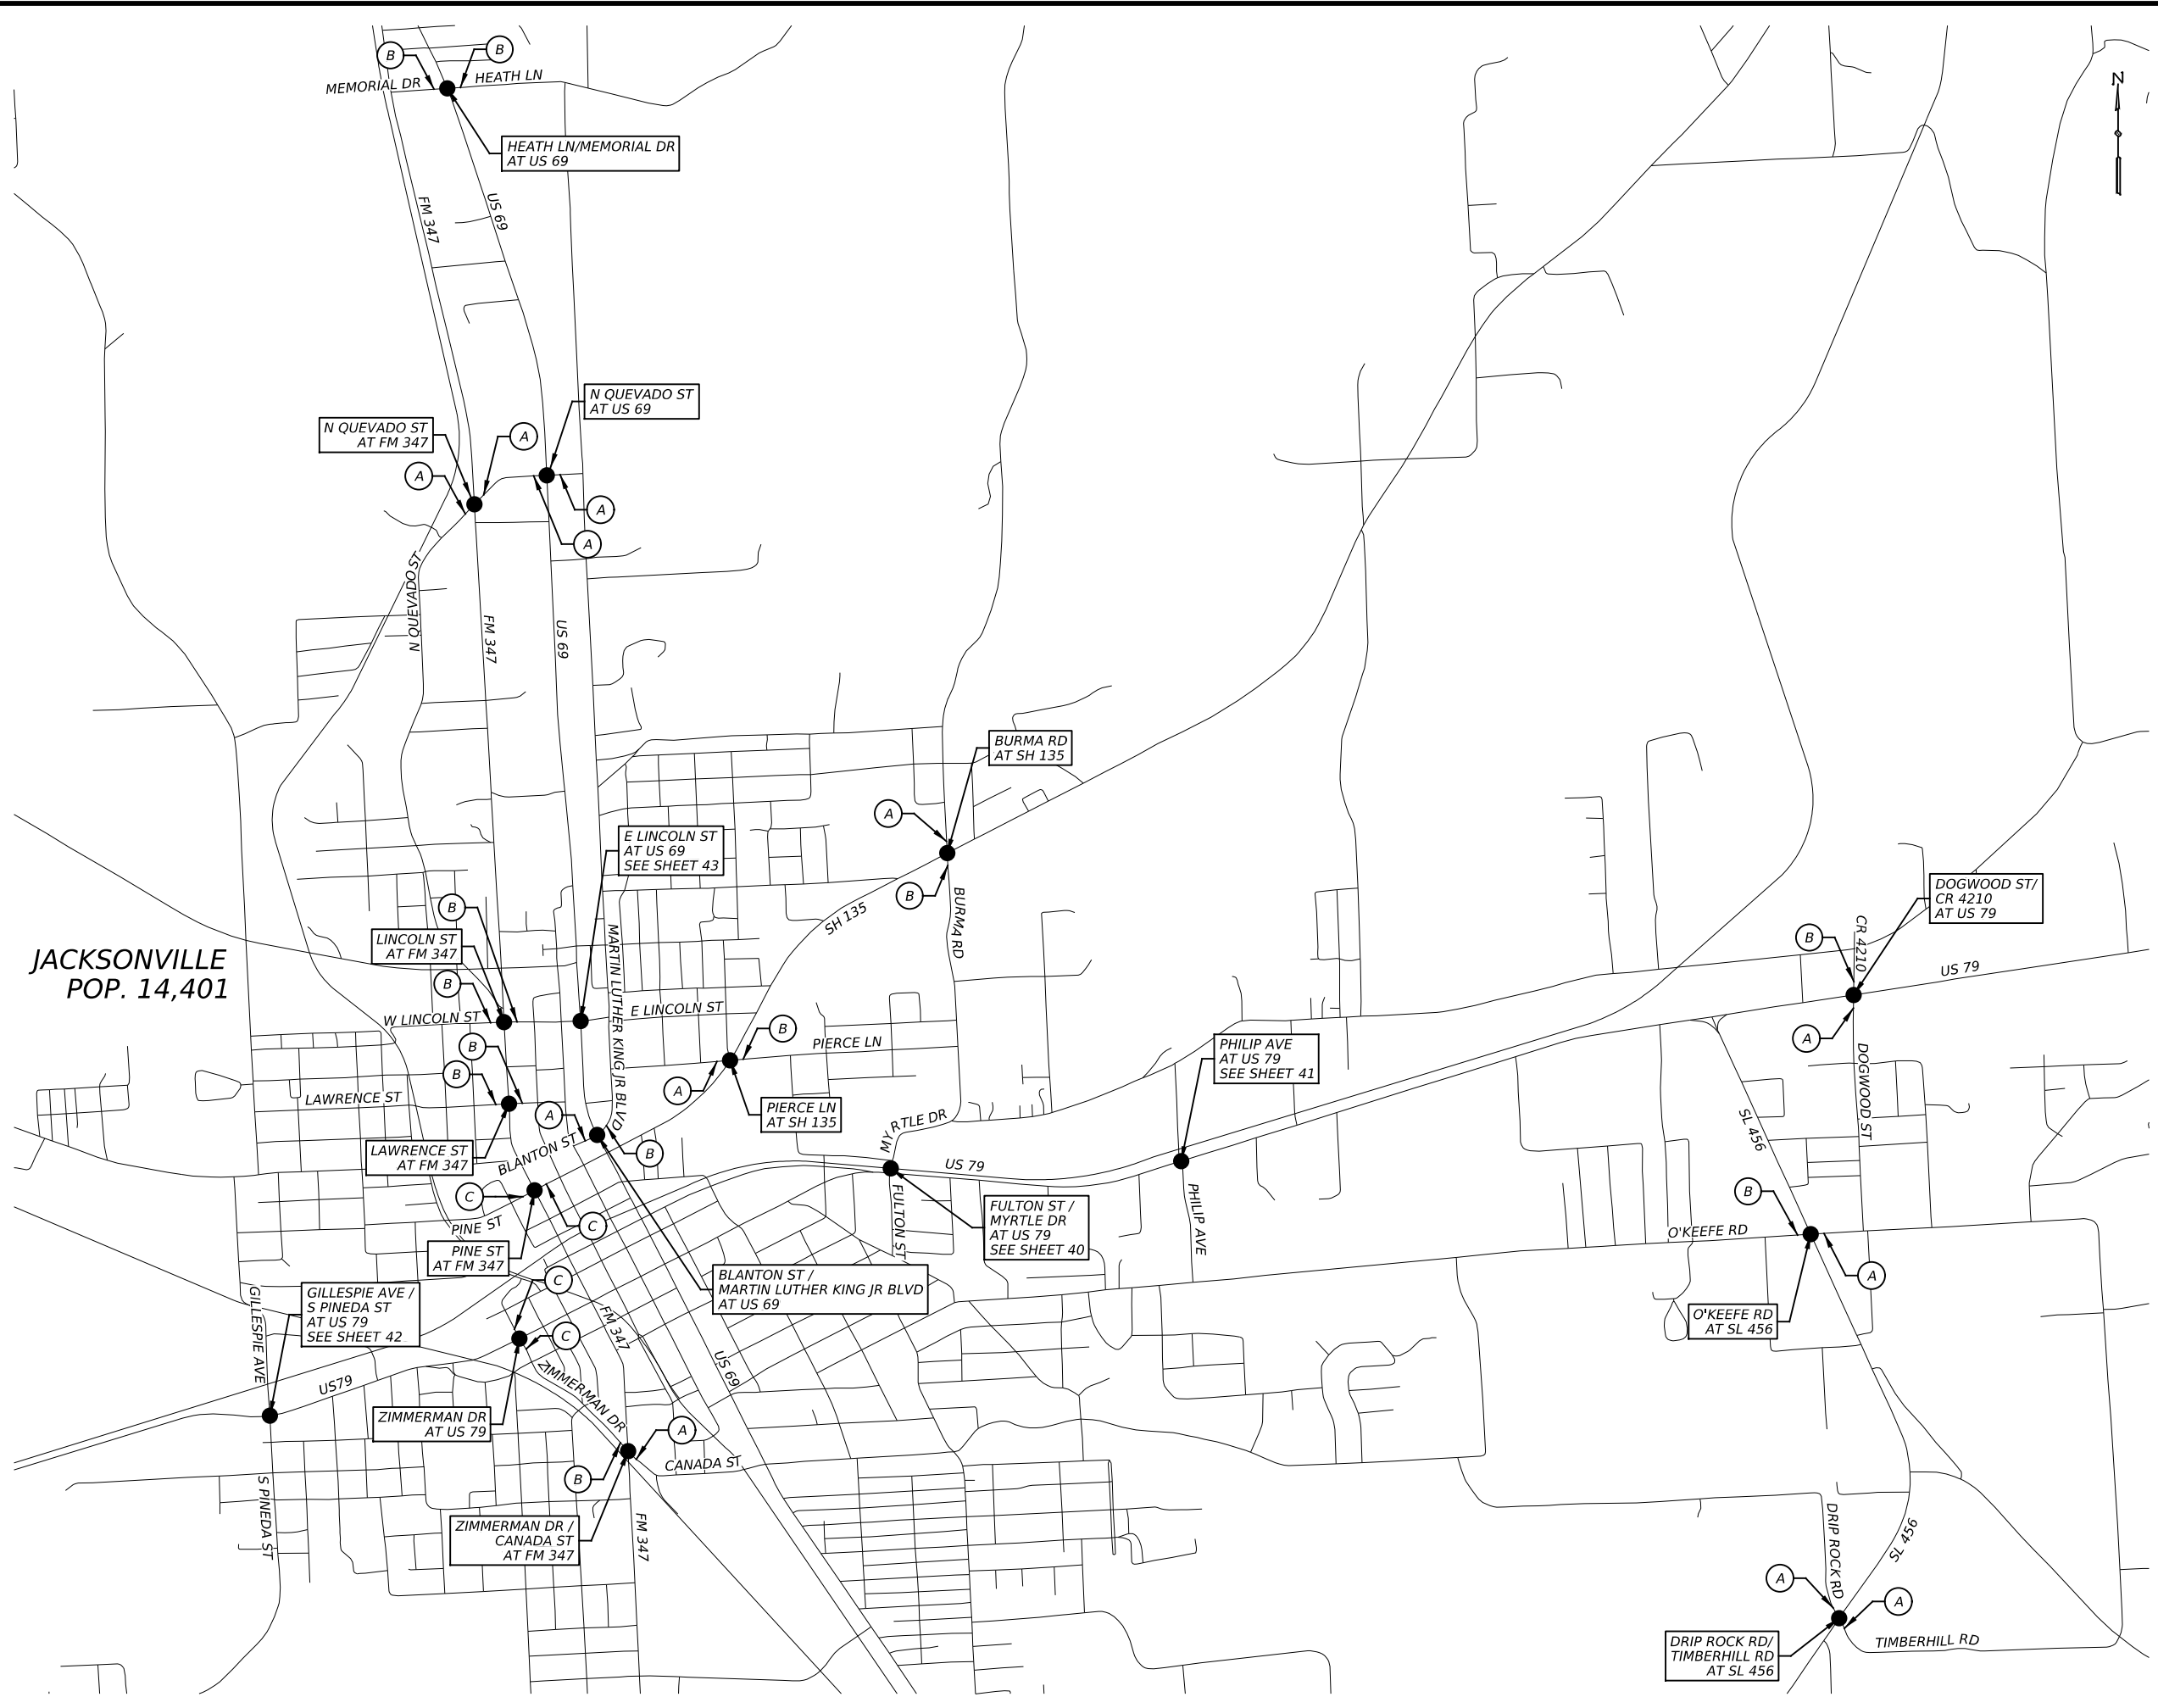 B
B
MEMORIAL DR
HEATH LN
N
HEATH LN/MEMORIAL DR
AT US 69
FM 347
US 69
N QUEVADO ST
AT US 69
N QUEVADO ST
AT FM 347
A
A
A
A
N QUEVADO ST
FM 347
US 69
BURMA RD
AT SH 135
A
B
E LINCOLN ST
AT US 69
SEE SHEET 43
SH 135
BURMA RD
DOGWOOD ST/
CR 4210
AT US 79
B
CR 4210
US 79
B
LINCOLN ST
AT FM 347
MARTIN LUTHER KING JR BLVD
JACKSONVILLE
POP. 14,401
B
W LINCOLN ST
E LINCOLN ST
B
A
PIERCE LN
B
PHILIP AVE
AT US 79
SEE SHEET 41
B
A
LAWRENCE ST
PIERCE LN
AT SH 135
A
MYRTLE DR
DOGWOOD ST
SL 456
LAWRENCE ST
AT FM 347
BLANTON ST
B
US 79
C
C
PINE ST
FULTON ST
FULTON ST /
MYRTLE DR
AT US 79
SEE SHEET 40
PHILIP AVE
B
O'KEEFE RD
A
PINE ST
AT FM 347
C
BLANTON ST /
MARTIN LUTHER KING JR BLVD
AT US 69
GILLESPIE AVE
GILLESPIE AVE /
S PINEDA ST
AT US 79
SEE SHEET 42
C
FM 347
O'KEEFE RD
AT SL 456
US79
ZIMMERMAN DR
US 69
ZIMMERMAN DR
AT US 79
A
CANADA ST
B
S PINEDA ST
ZIMMERMAN DR /
CANADA ST
AT FM 347
FM 347
DRIP ROCK RD
SL 456
A
A
DRIP ROCK RD/
TIMBERHILL RD
AT SL 456
TIMBERHILL RD